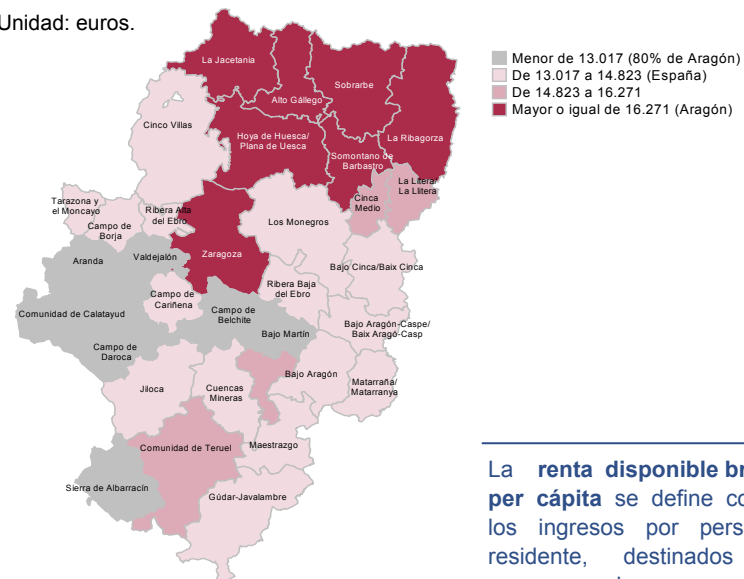 Unidad: euros.
Menor de 13.017 (80% de Aragón)
De 13.017 a 14.823 (España)
De 14.823 a 16.271
Mayor o igual de 16.271 (Aragón)
La Jacetania
Alto Gállego
Sobrarbe
La Ribagorza
Cinco Villas
Hoya de Huesca/
Plana de Uesca
Somontano de
Barbastro
La Litera/
La Llitera
Cinca
Medio
Tarazona y
el Moncayo
Campo de
Borja
Ribera Alta
del Ebro
Los Monegros
Aranda
Valdejalón
Zaragoza
Bajo Cinca/Baix Cinca
Campo de
Cariñena
Ribera Baja
del Ebro
Comunidad de Calatayud
Campo de
Belchite
Bajo Martín
Bajo Aragón-Caspe/
Baix Aragó-Casp
Campo de
Daroca
Jiloca
Cuencas
Mineras
Bajo Aragón
Matarraña/
Matarranya
Comunidad de Teruel
Maestrazgo
Sierra de Albarracín
Gúdar-Javalambre
La renta disponible
per cápita se define
los ingresos por
residente, destinados